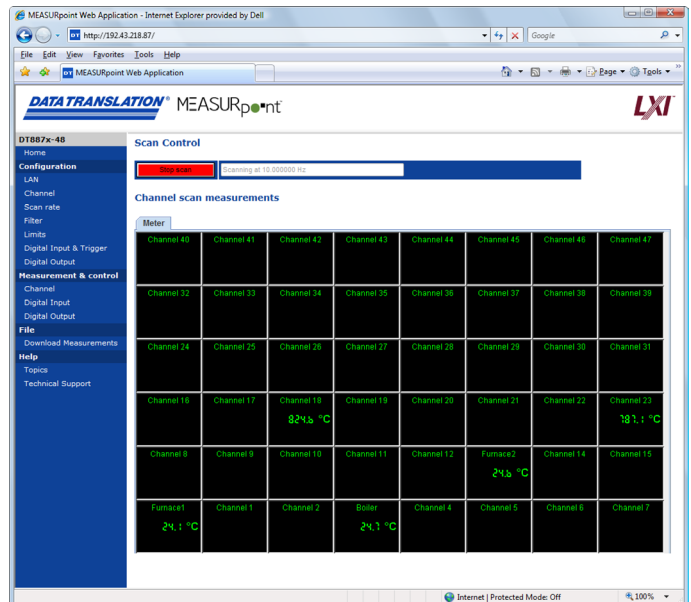 MEASURpoint Web Application - Internet Explorer provided by Dell
DT http://192.43.218.87/ Google
File Edit View Favorites Tools Help
DT MEASURpoint Web Application Page Tools »
DATA TRANSLATION® MEASURpoint LXI™
DT887x-48
Home
Configuration
LAN
Channel
Scan rate
Filter
Limits
Digital Input & Trigger
Digital Output
Measurement & control
Channel
Digital Input
Digital Output
File
Download Measurements
Help
Topics
Technical Support
Scan Control
Stop scan Scanning at 10.000000 Hz
Channel scan measurements
Meter
Channel 40 Channel 41 Channel 42 Channel 43 Channel 44 Channel 45 Channel 46 Channel 47
Channel 32 Channel 33 Channel 34 Channel 35 Channel 36 Channel 37 Channel 38 Channel 39
Channel 24 Channel 25 Channel 26 Channel 27 Channel 28 Channel 29 Channel 30 Channel 31
Channel 16 Channel 17 Channel 18 Channel 19 Channel 20 Channel 21 Channel 22 Channel 23
824.6 °C 787.1 °C
Channel 8 Channel 9 Channel 10 Channel 11 Channel 12 Furnace2 Channel 14 Channel 15
24.6 °C
Furnace1 Channel 1 Channel 2 Boiler Channel 4 Channel 5 Channel 6 Channel 7
24.1 °C 24.7 °C
Internet | Protected Mode: Off 100%